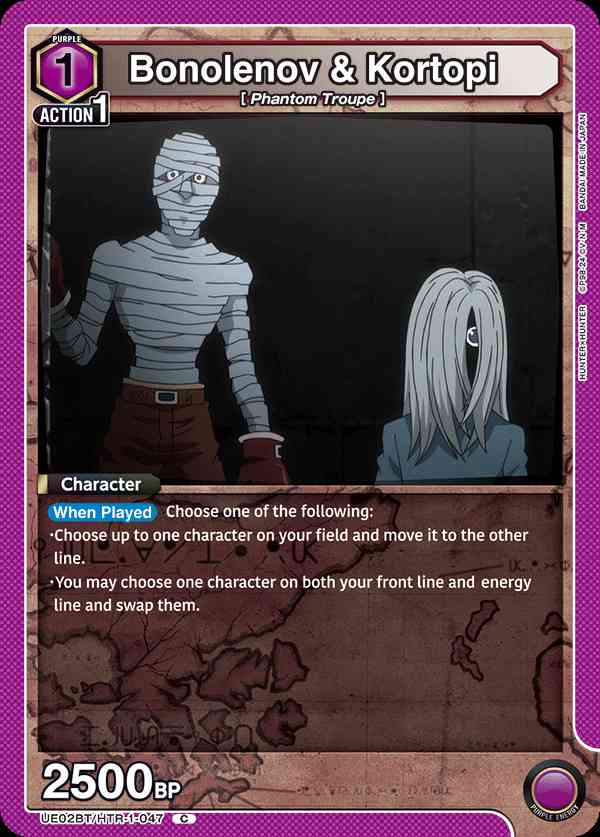 PURPLE
1
ACTION 1
Bonolenov & Kortopi
[ Phantom Troupe ]
HUNTER×HUNTER ©P98-24 ©V･N･M BANDAI MADE IN JAPAN
Character
When Played Choose one of the following:
･Choose up to one character on your field and move it to the other
line.
･You may choose one character on both your front line and energy
line and swap them.
2500 BP
UE02BT/HTR-1-047 C
PURPLE ENERGY